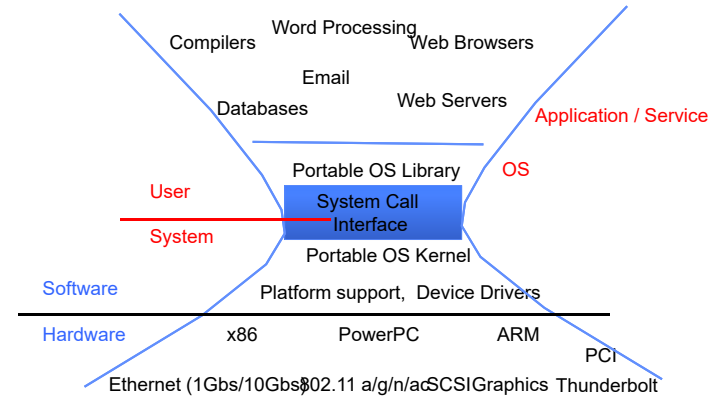 Word Processing
Compilers
Web Browsers
Email
Databases
Web Servers
Application / Service
Portable OS Library
OS
User
System Call
Interface
System
Portable OS Kernel
Software
Platform support, Device Drivers
Hardware
x86
PowerPC
ARM
PCI
Ethernet (1Gbs/10Gbs)
802.11 a/g/n/ac
SCSI
Graphics
Thunderbolt